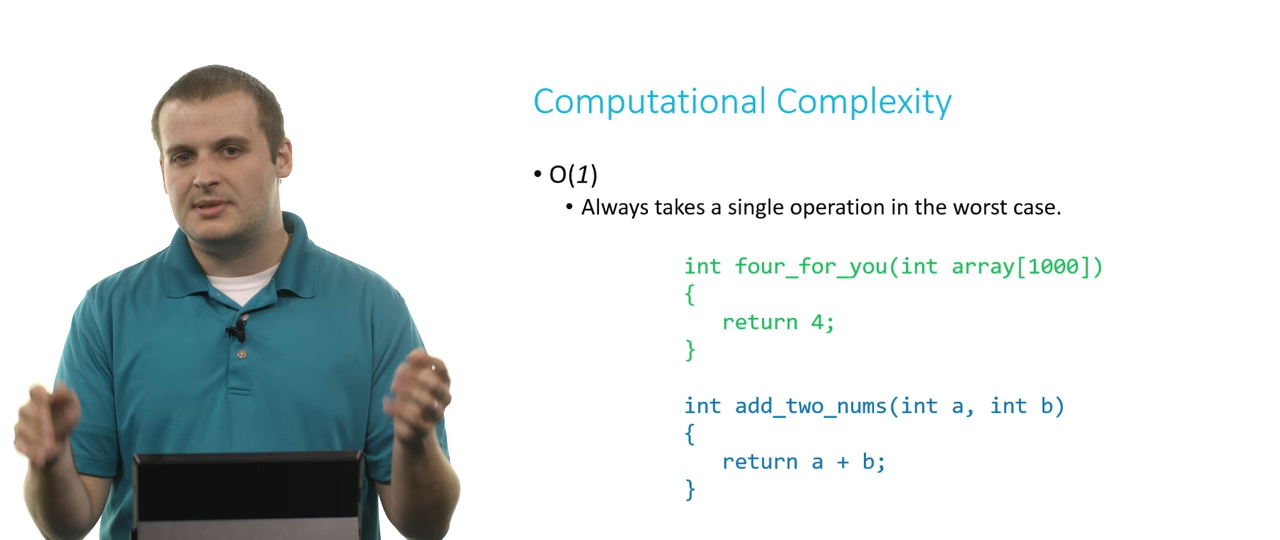 Computational Complexity
• O(1)
• Always takes a single operation in the worst case.
int four_for_you(int array[1000])
{
return 4;
}
int add_two_nums(int a, int b)
{
return a + b;
}